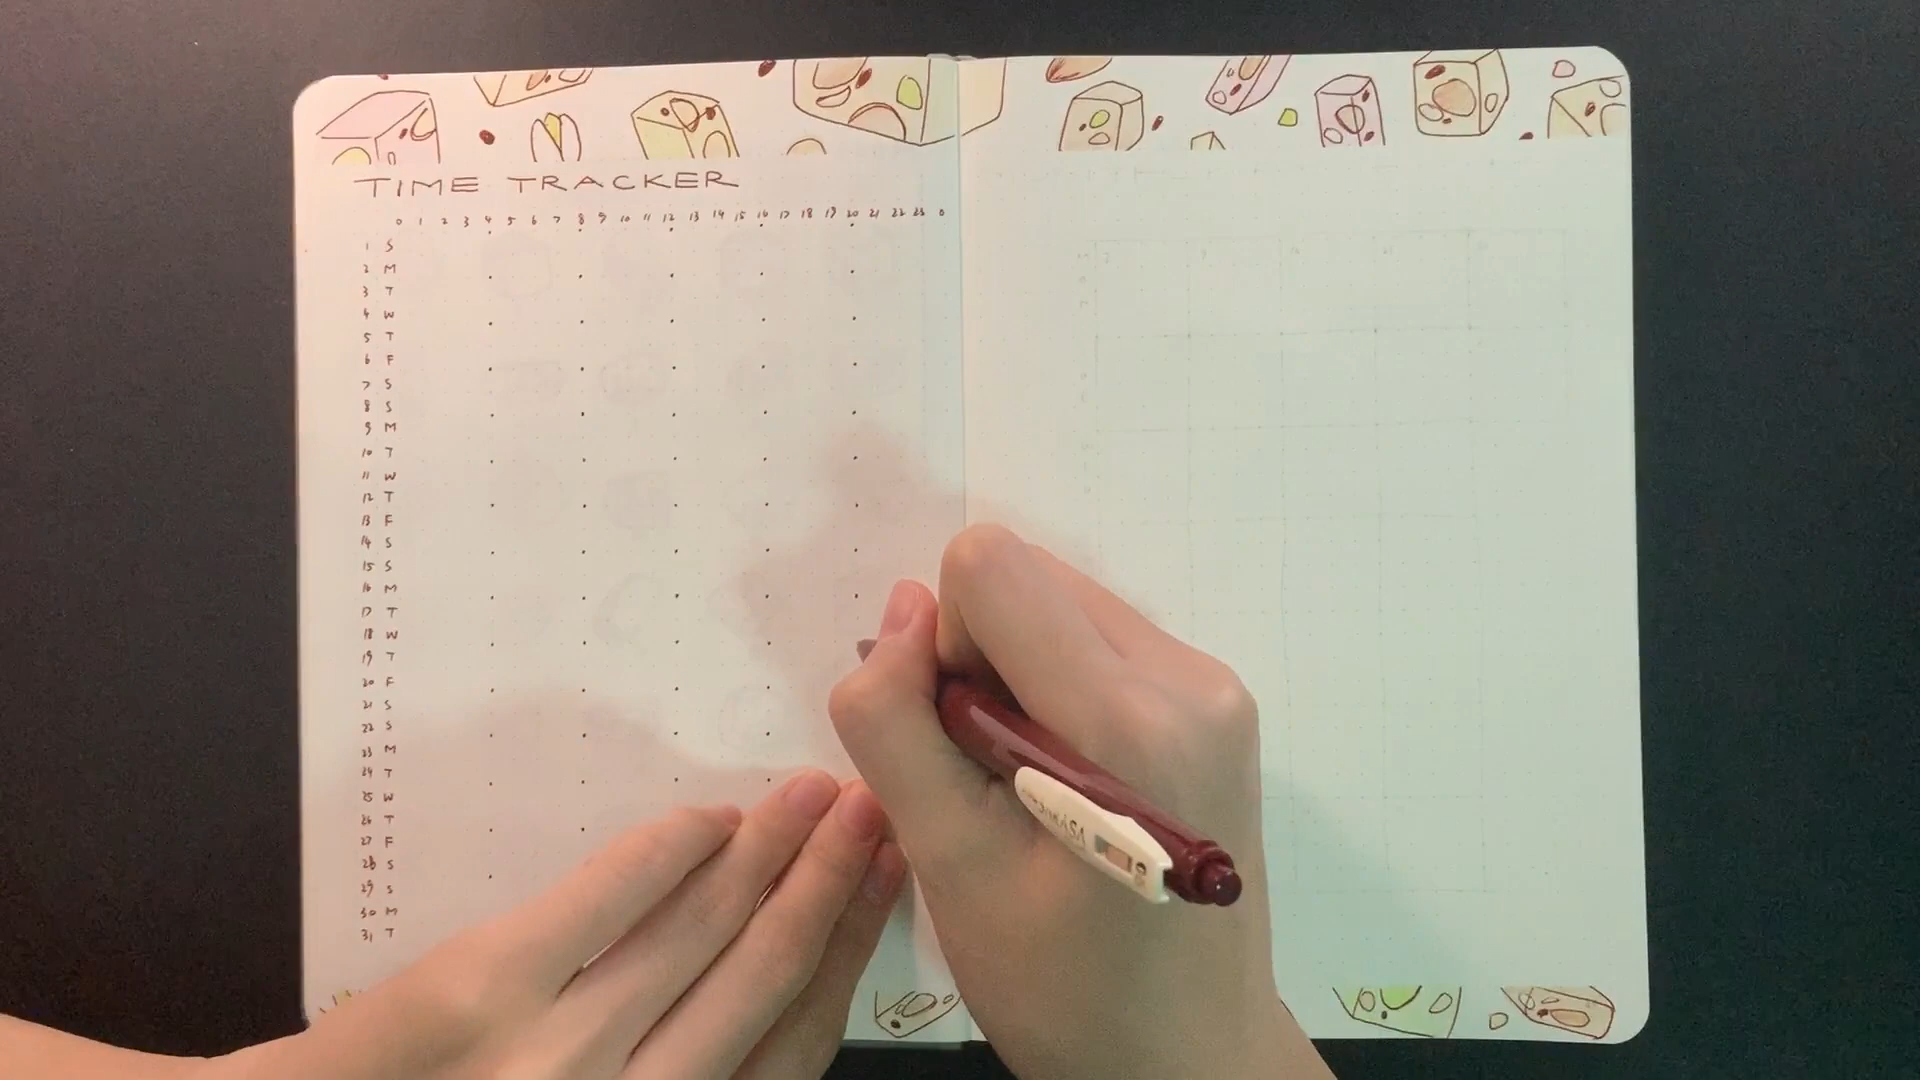 TIME TRACKER
0 1 2 3 4 5 6 7 8 9 10 11 12 13 14 15 16 17 18 19 20 21 22 23 0
1 S
2 M
3 T
4 W
5 T
6 F
7 S
8 S
9 M
10 T
11 W
12 T
13 F
14 S
15 S
16 M
17 T
18 W
19 T
20 F
21 S
22 S
23 M
24 T
25 W
26 T
27 F
28 S
29 S
30 M
31 T